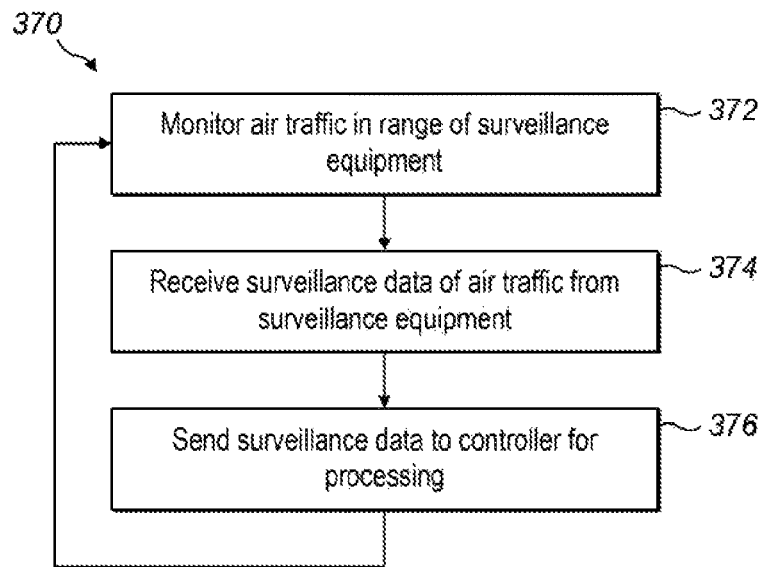 370
Monitor air traffic in range of surveillance
equipment
372
Receive surveillance data of air traffic from
surveillance equipment
374
Send surveillance data to controller for
processing
376